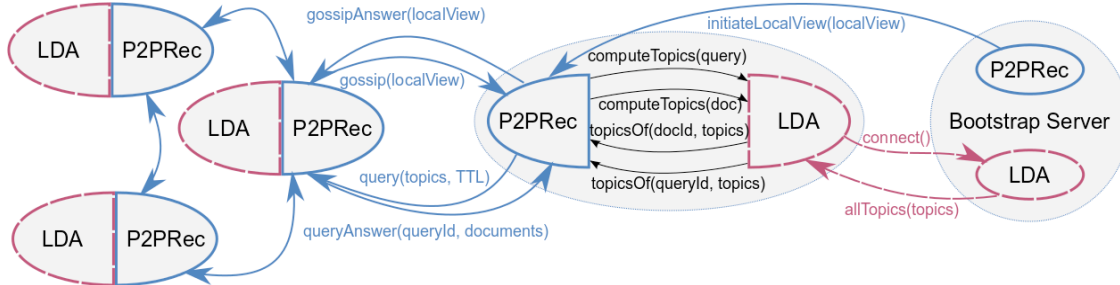 gossipAnswer(localView)
initiateLocalView(localView)
LDA
P2PRec
gossip(localView)
computeTopics(query)
P2PRec
computeTopics(doc)
LDA
P2PRec
P2PRec
topicsOf(docId, topics)
LDA
Bootstrap Server
connect()
query(topics, TTL)
topicsOf(queryId, topics)
LDA
allTopics(topics)
LDA
P2PRec
queryAnswer(queryId, documents)